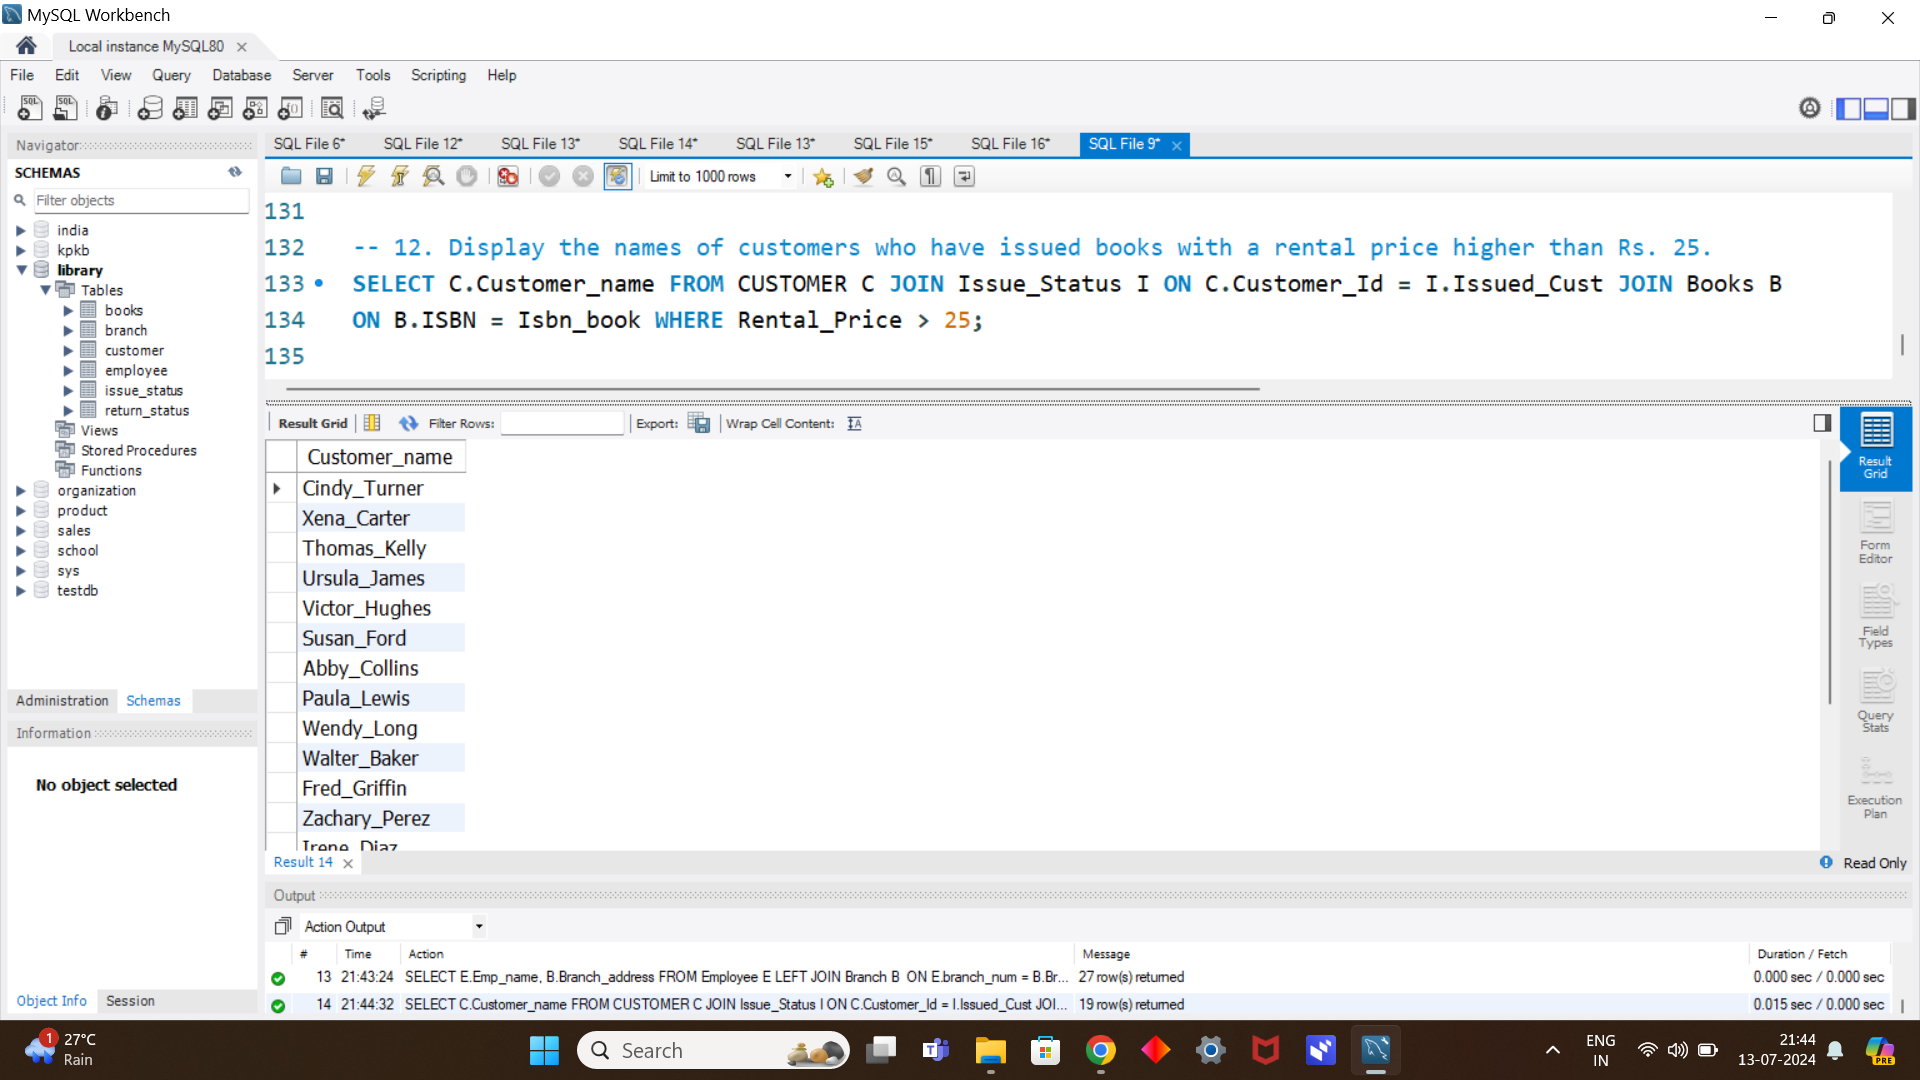 MySQL Workbench
Local instance MySQL80
File Edit View Query Database Server Tools Scripting Help
Navigator
SCHEMAS
Filter objects
india
kpkb
library
Tables
books
branch
customer
employee
issue_status
return_status
Views
Stored Procedures
Functions
organization
product
sales
school
sys
testdb
Administration Schemas
Information
No object selected
Object Info Session
SQL File 6* SQL File 12* SQL File 13* SQL File 14* SQL File 13* SQL File 15* SQL File 16* SQL File 9*
Limit to 1000 rows
131
132 -- 12. Display the names of customers who have issued books with a rental price higher than Rs. 25.
133 SELECT C.Customer_name FROM CUSTOMER C JOIN Issue_Status I ON C.Customer_Id = I.Issued_Cust JOIN Books B
134 ON B.ISBN = Isbn_book WHERE Rental_Price > 25;
135
Result Grid Filter Rows: Export: Wrap Cell Content:
Customer_name
Cindy_Turner
Xena_Carter
Thomas_Kelly
Ursula_James
Victor_Hughes
Susan_Ford
Abby_Collins
Paula_Lewis
Wendy_Long
Walter_Baker
Fred_Griffin
Zachary_Perez
Irene_Diaz
Result Grid
Form Editor
Field Types
Query Stats
Execution Plan
Result 14
Read Only
Output
Action Output
# Time Action Message Duration / Fetch
13 21:43:24 SELECT E.Emp_name, B.Branch_address FROM Employee E LEFT JOIN Branch B ON E.branch_num = B.Br... 27 row(s) returned 0.000 sec / 0.000 sec
14 21:44:32 SELECT C.Customer_name FROM CUSTOMER C JOIN Issue_Status I ON C.Customer_Id = I.Issued_Cust JOI... 19 row(s) returned 0.015 sec / 0.000 sec
1
27°C
Rain
Search
ENG
IN
21:44
13-07-2024
PRE